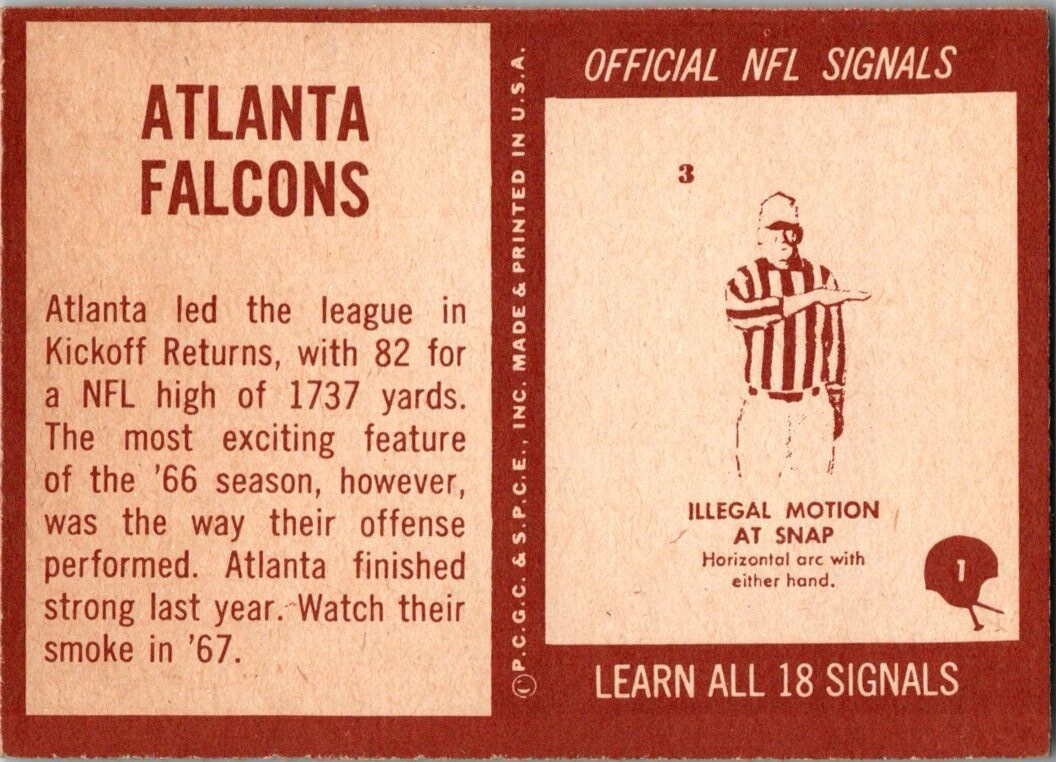 ATLANTA
FALCONS
Atlanta led the league in
Kickoff Returns, with 82 for
a NFL high of 1737 yards.
The most exciting feature
of the '66 season, however,
was the way their offense
performed. Atlanta finished
strong last year. Watch their
smoke in '67.
© P.C.G.C. & S.P.C.E., INC. MADE & PRINTED IN U.S.A.
OFFICIAL NFL SIGNALS
3
ILLEGAL MOTION
AT SNAP
Horizontal arc with
either hand.
1
LEARN ALL 18 SIGNALS